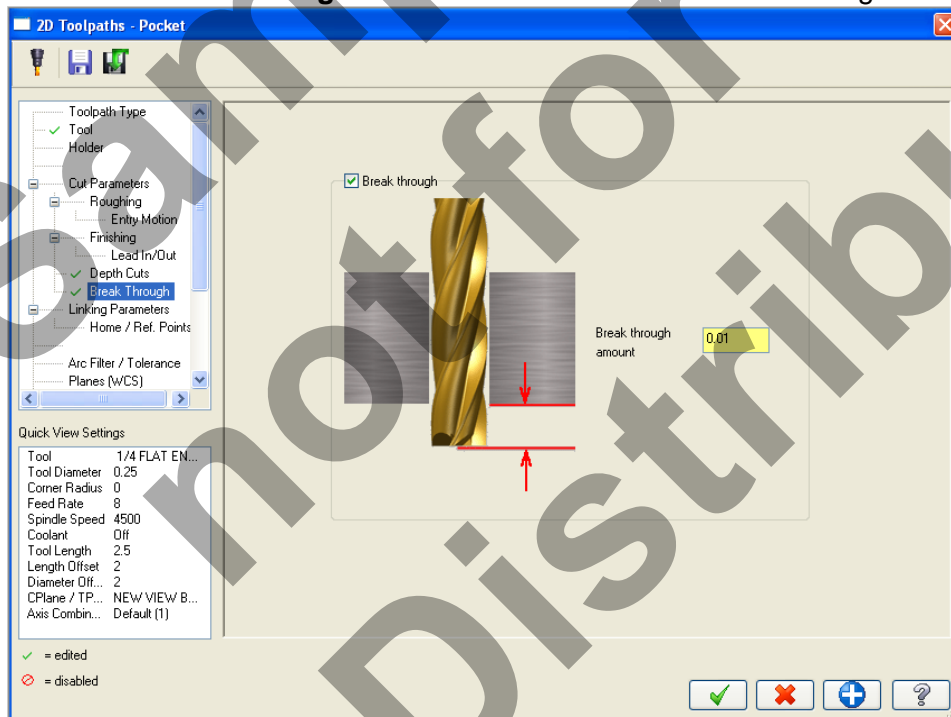 2D Toolpaths - Pocket
Toolpath Type
Tool
Holder
Cut Parameters
Roughing
Entry Motion
Finishing
Lead In/Out
Depth Cuts
Break Through
Linking Parameters
Home / Ref. Points
Arc Filter / Tolerance
Planes (WCS)
Quick View Settings
Tool 1/4 FLAT EN...
Tool Diameter 0.25
Corner Radius 0
Feed Rate 8
Spindle Speed 4500
Coolant Off
Tool Length 2.5
Length Offset 2
Diameter Off... 2
CPlane / TP... NEW VIEW B...
Axis Combin... Default (1)
✓ = edited
= disabled
Break through
Break through
amount
0.01
not for
Distrib